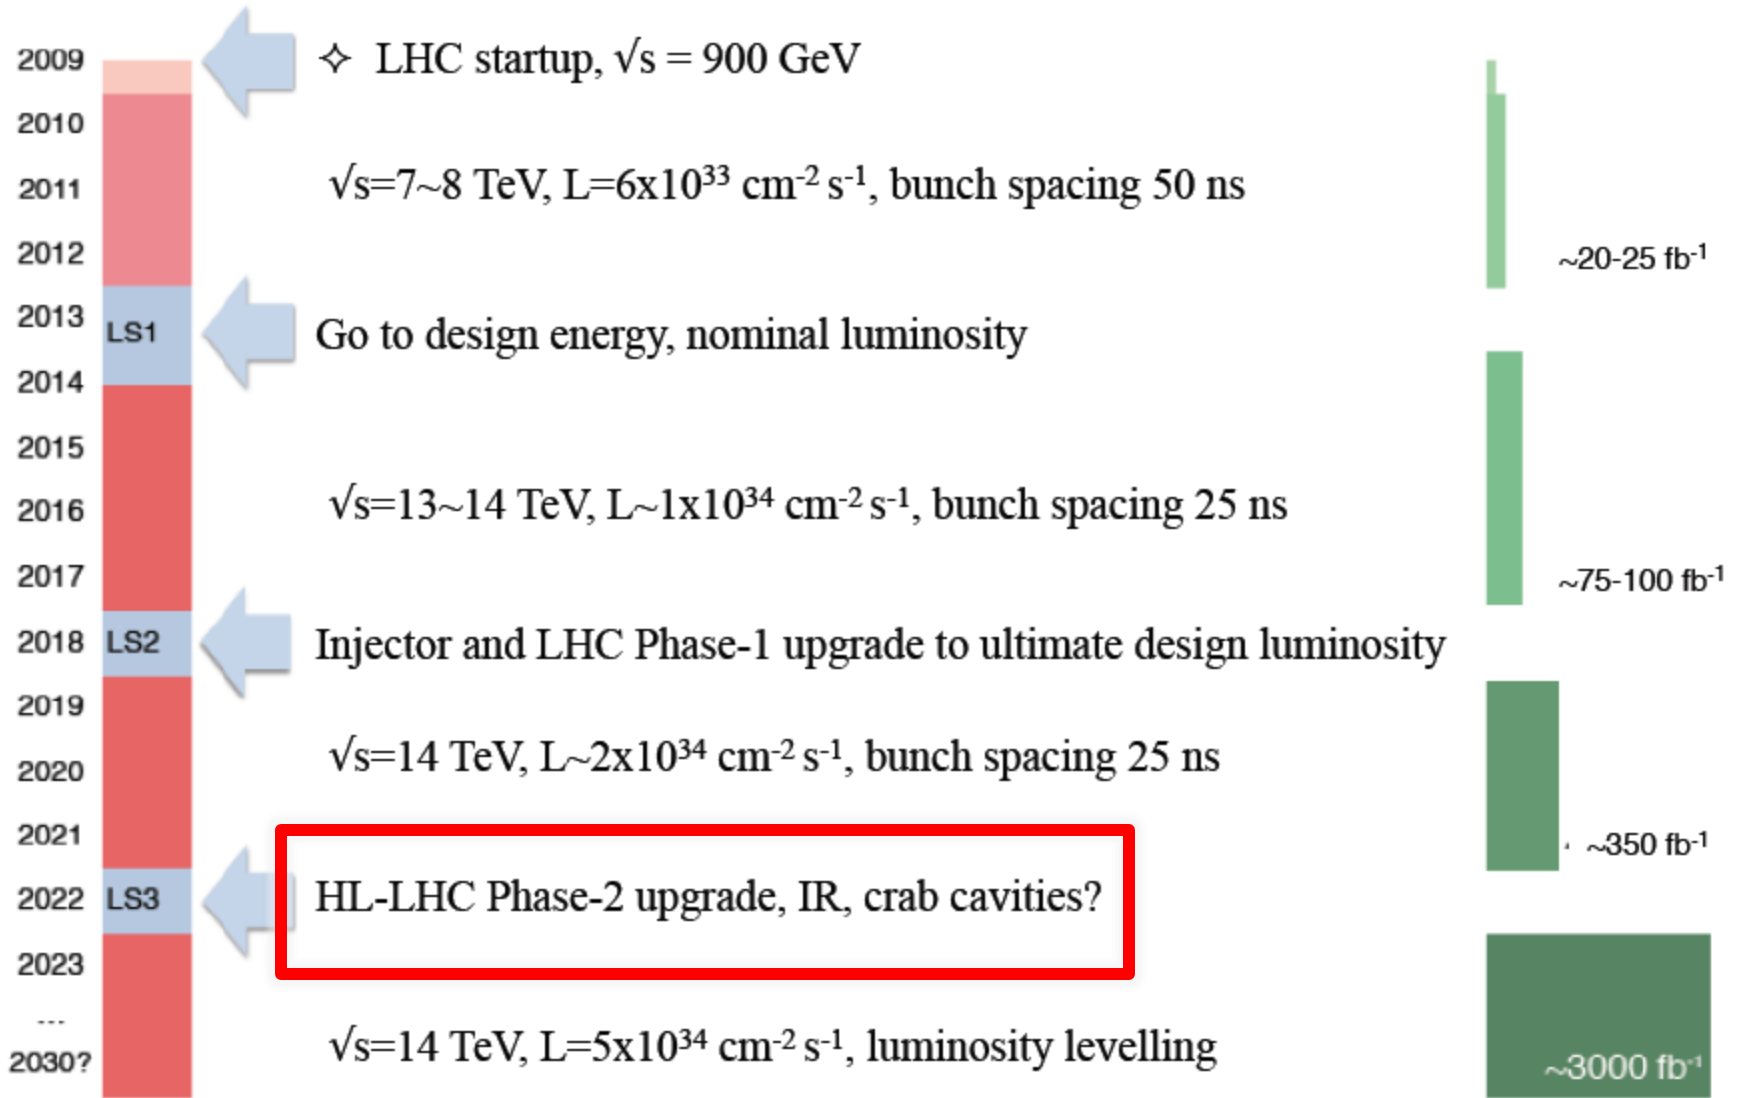 2009
✧ LHC startup, √s = 900 GeV
2010
2011
√s=7~8 TeV, L=6x10³³ cm⁻² s⁻¹, bunch spacing 50 ns
2012
~20-25 fb⁻¹
2013
LS1
Go to design energy, nominal luminosity
2014
2015
2016
√s=13~14 TeV, L~1x10³⁴ cm⁻² s⁻¹, bunch spacing 25 ns
2017
~75-100 fb⁻¹
2018
LS2
Injector and LHC Phase-1 upgrade to ultimate design luminosity
2019
2020
√s=14 TeV, L~2x10³⁴ cm⁻² s⁻¹, bunch spacing 25 ns
2021
~350 fb⁻¹
2022
LS3
HL-LHC Phase-2 upgrade, IR, crab cavities?
2023
...
2030?
√s=14 TeV, L=5x10³⁴ cm⁻² s⁻¹, luminosity levelling
~3000 fb⁻¹